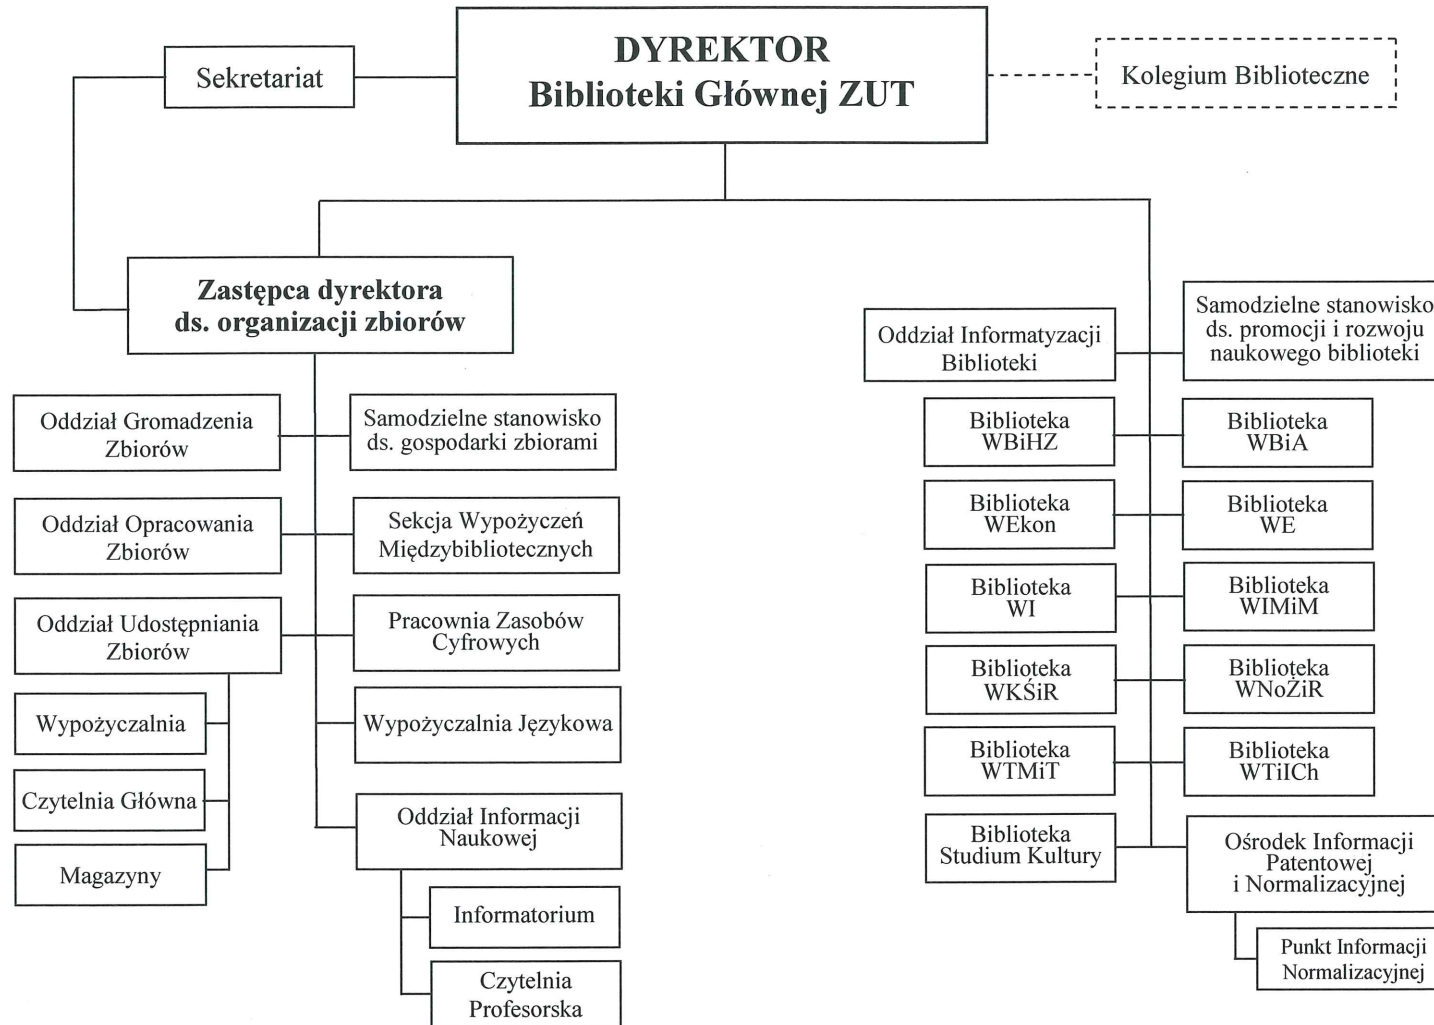 DYREKTOR
Biblioteki Głównej ZUT
Sekretariat
Kolegium Biblioteczne
Zastępca dyrektora
ds. organizacji zbiorów
Oddział Gromadzenia
Zbiorów
Samodzielne stanowisko
ds. gospodarki zbiorami
Oddział Opracowania
Zbiorów
Sekcja Wypożyczeń
Międzybibliotecznych
Oddział Udostępniania
Zbiorów
Pracownia Zasobów
Cyfrowych
Wypożyczalnia
Czytelnia Główna
Magazyny
Wypożyczalnia Językowa
Oddział Informacji
Naukowej
Informatorium
Czytelnia
Profesorska
Oddział Informatyzacji
Biblioteki
Samodzielne stanowisko
ds. promocji i rozwoju
naukowego biblioteki
Biblioteka
WBiHZ
Biblioteka
WBiA
Biblioteka
WEkon
Biblioteka
WE
Biblioteka
WI
Biblioteka
WIMiM
Biblioteka
WKŚiR
Biblioteka
WNoŻiR
Biblioteka
WTMiT
Biblioteka
WTiICh
Biblioteka
Studium Kultury
Ośrodek Informacji
Patentowej
i Normalizacyjnej
Punkt Informacji
Normalizacyjnej